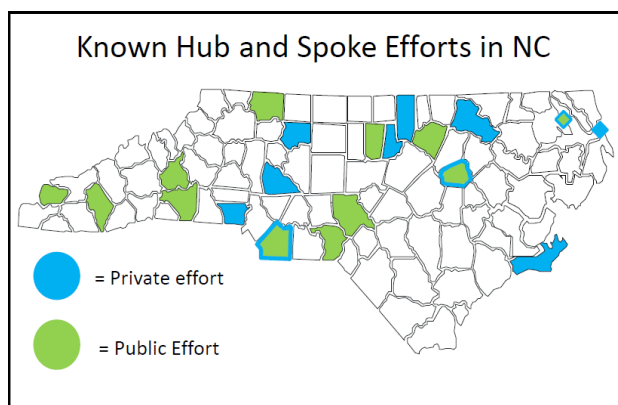 Known Hub and Spoke Efforts in NC
= Private effort
= Public Effort